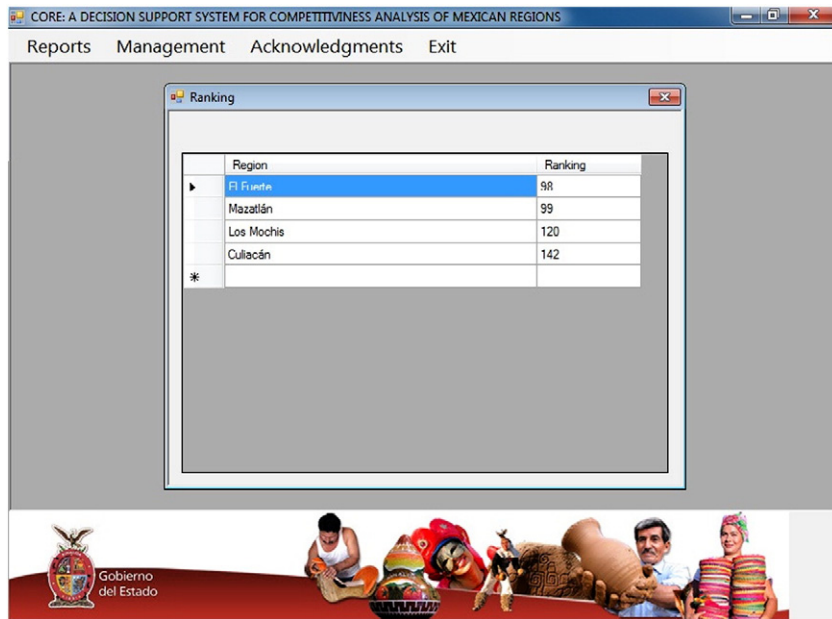 CORE: A DECISION SUPPORT SYSTEM FOR COMPETITIVINESS ANALYSIS OF MEXICAN REGIONS
Reports Management Acknowledgments Exit
Ranking
Region Ranking
El Fuerte 98
Mazatlán 99
Los Mochis 120
Culiacán 142
Gobierno
del Estado